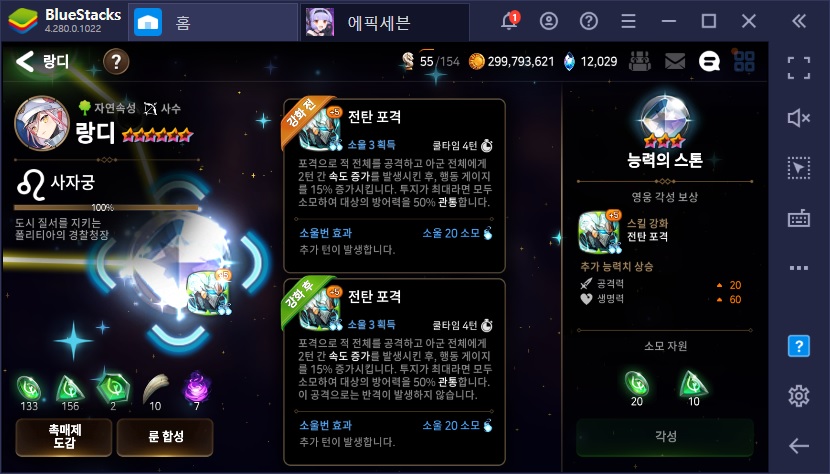 BlueStacks
4.280.0.1022
홈
에픽세븐
1
랑디
?
55/154
299,793,621
12,029
자연속성 사수
랑디
사자궁
100%
도시 질서를 지키는
폴리티아의 경찰청장
+5
133
156
2
10
7
촉매제
도감
룬 합성
강화 전
+5
전탄 포격
소울 3 획득
쿨타임 4턴
포격으로 적 전체를 공격하고 아군 전체에게
2턴 간 속도 증가를 발생시킨 후, 행동 게이지
를 15% 증가시킵니다. 투지가 최대라면 모두
소모하여 대상의 방어력을 50% 관통합니다.
소울번 효과
소울 20 소모
추가 턴이 발생합니다.
강화 후
+5
전탄 포격
소울 3 획득
쿨타임 4턴
포격으로 적 전체를 공격하고 아군 전체에게
2턴 간 속도 증가를 발생시킨 후, 행동 게이지
를 15% 증가시킵니다. 투지가 최대라면 모두
소모하여 대상의 방어력을 50% 관통합니다.
이 공격으로는 반격이 발생하지 않습니다.
소울번 효과
소울 20 소모
추가 턴이 발생합니다.
능력의 스톤
영웅 각성 보상
+5
스킬 강화
전탄 포격
추가 능력치 상승
공격력 20
생명력 60
소모 자원
20
10
각성
?